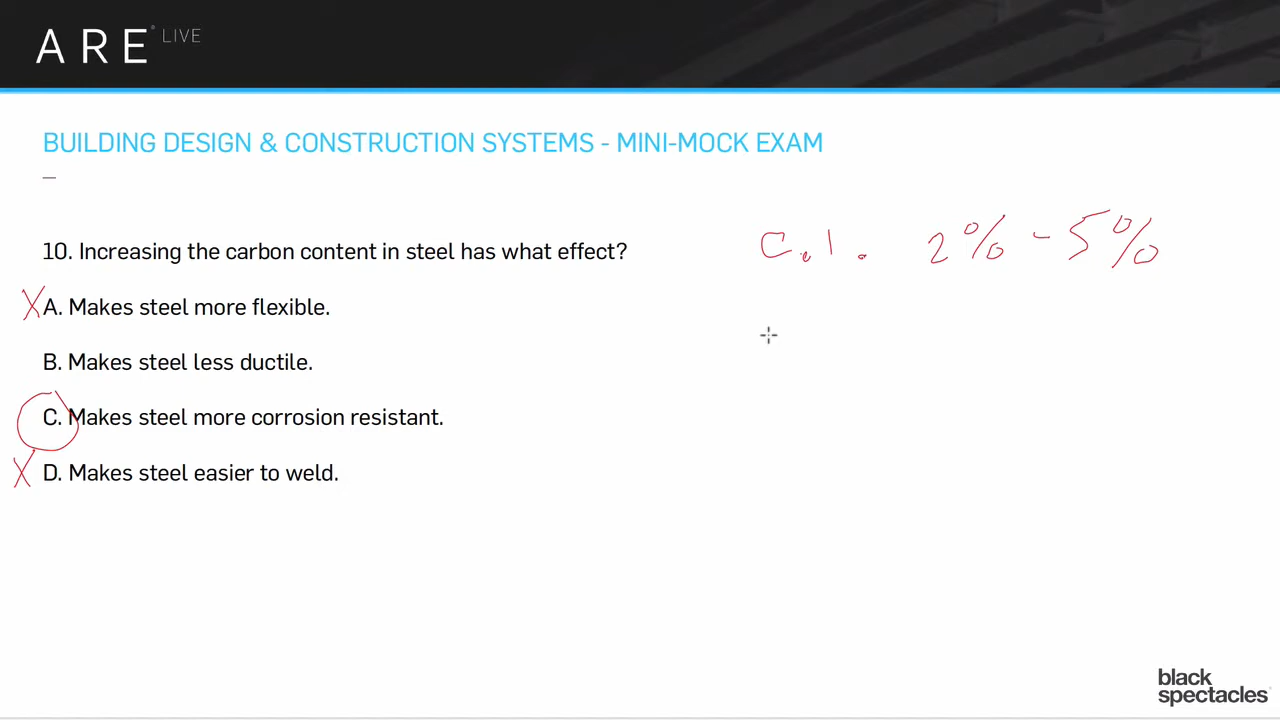 ARE LIVE
BUILDING DESIGN & CONSTRUCTION SYSTEMS - MINI-MOCK EXAM
10. Increasing the carbon content in steel has what effect?
C.I. 2% - 5%
X A. Makes steel more flexible.
B. Makes steel less ductile.
C. Makes steel more corrosion resistant.
X D. Makes steel easier to weld.
black
spectacles